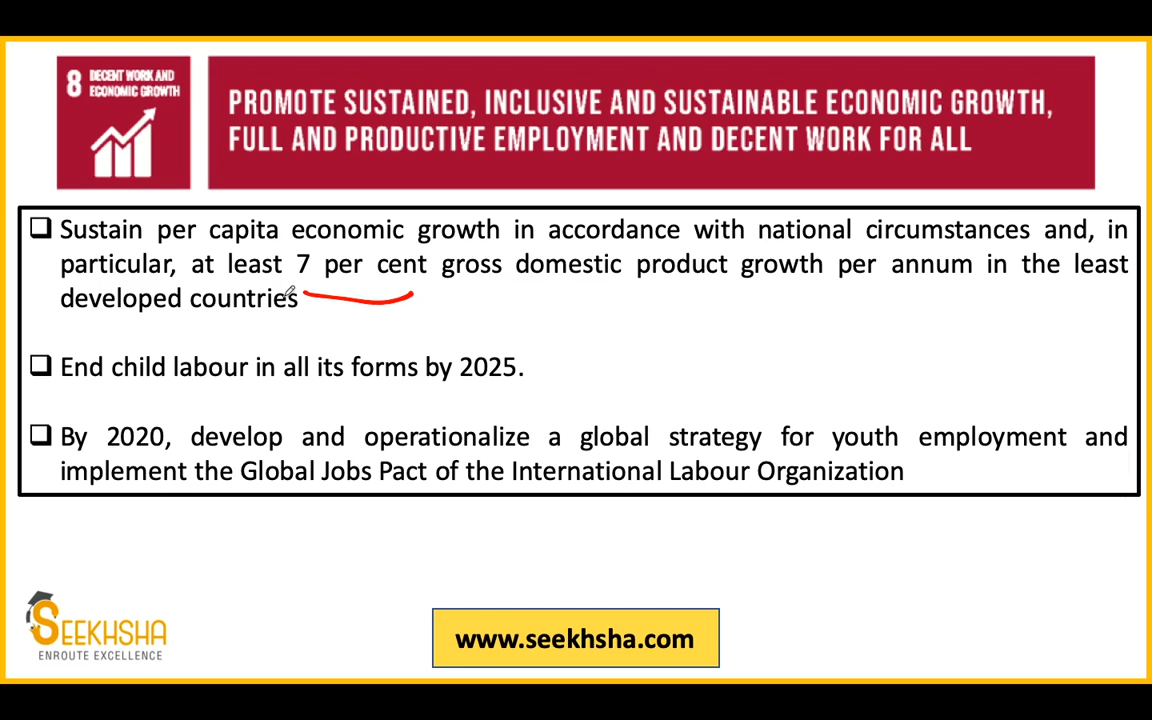 8 DECENT WORK AND
ECONOMIC GROWTH
PROMOTE SUSTAINED, INCLUSIVE AND SUSTAINABLE ECONOMIC GROWTH,
FULL AND PRODUCTIVE EMPLOYMENT AND DECENT WORK FOR ALL
Sustain per capita economic growth in accordance with national circumstances and, in
particular, at least 7 per cent gross domestic product growth per annum in the least
developed countries
End child labour in all its forms by 2025.
By 2020, develop and operationalize a global strategy for youth employment and
implement the Global Jobs Pact of the International Labour Organization
SEEKHSHA
ENROUTE EXCELLENCE
www.seekhsha.com